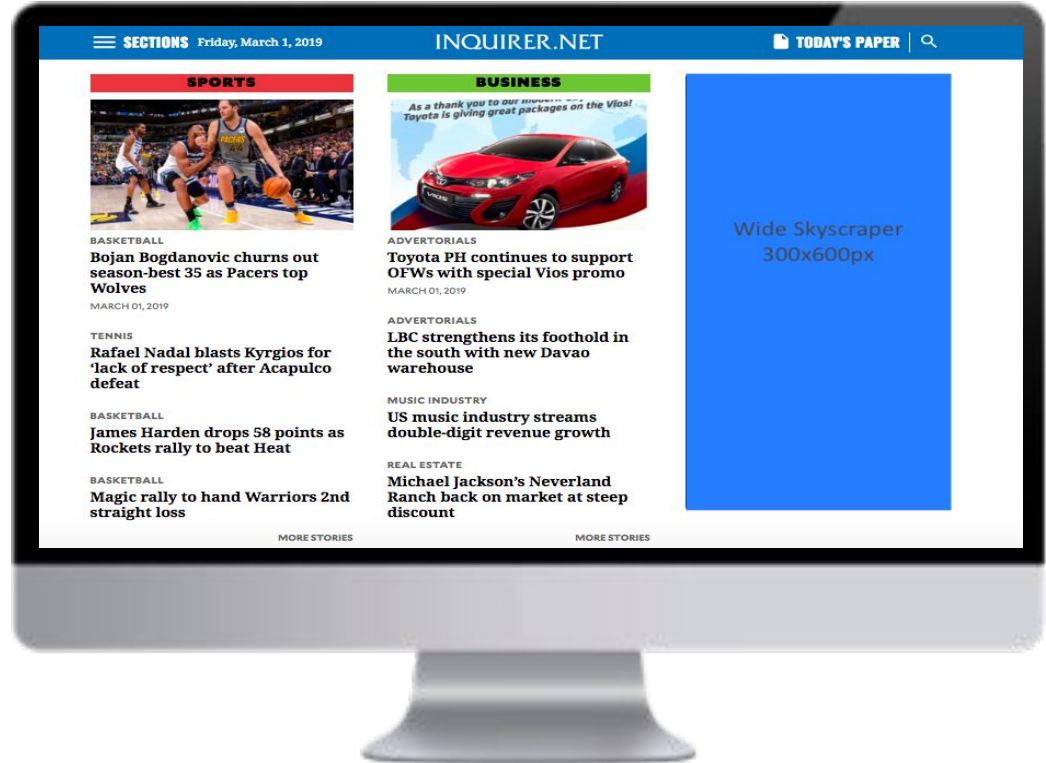 SECTIONS Friday, March 1, 2019
INQUIRER.NET
TODAY'S PAPER
SPORTS
PACERS
44
BASKETBALL
Bojan Bogdanovic churns out
season-best 35 as Pacers top
Wolves
MARCH 01, 2019
TENNIS
Rafael Nadal blasts Kyrgios for
‘lack of respect’ after Acapulco
defeat
BASKETBALL
James Harden drops 58 points as
Rockets rally to beat Heat
BASKETBALL
Magic rally to hand Warriors 2nd
straight loss
MORE STORIES
BUSINESS
As a thank you to our modern
Toyota is giving great packages on the Vios!
VIOS
ADVERTORIALS
Toyota PH continues to support
OFWs with special Vios promo
MARCH 01, 2019
ADVERTORIALS
LBC strengthens its foothold in
the south with new Davao
warehouse
MUSIC INDUSTRY
US music industry streams
double-digit revenue growth
REAL ESTATE
Michael Jackson’s Neverland
Ranch back on market at steep
discount
MORE STORIES
Wide Skyscraper
300x600px